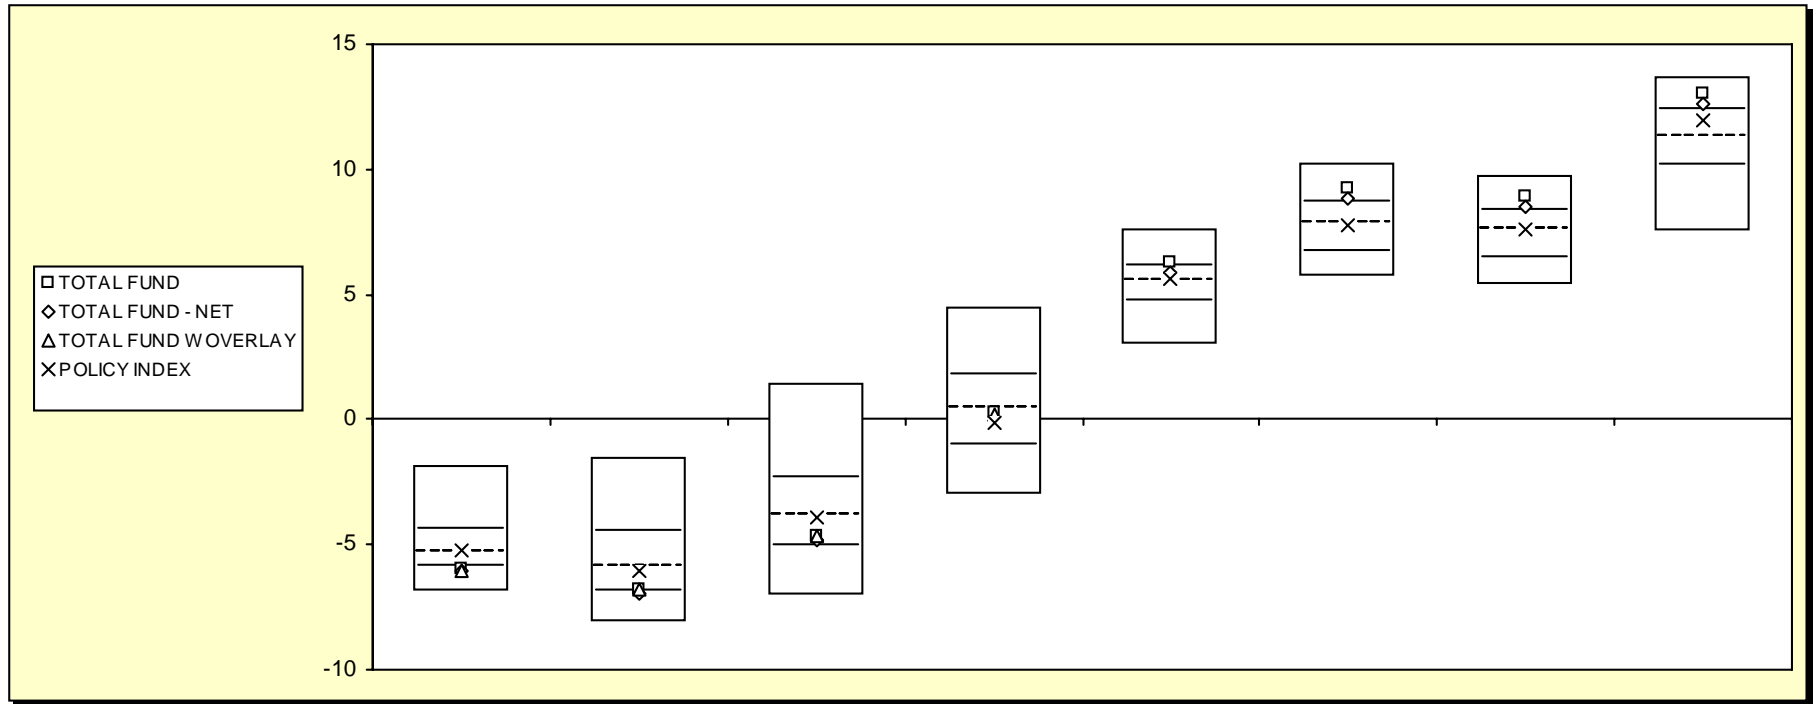 15
10
5
0
-5
-10
TOTAL FUND
TOTAL FUND - NET
TOTAL FUND W OVERLAY
POLICY INDEX